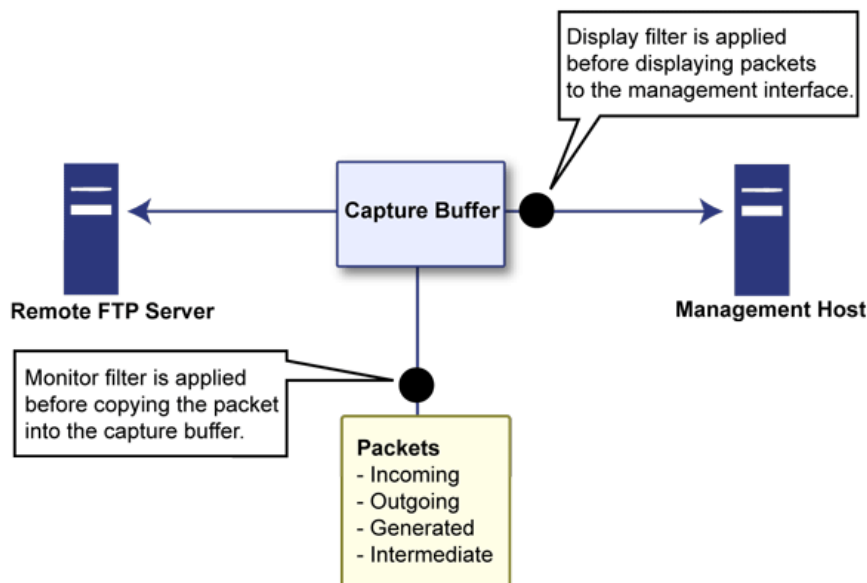 Display filter is applied
before displaying packets
to the management interface.
Capture Buffer
Remote FTP Server
Management Host
Monitor filter is applied
before copying the packet
into the capture buffer.
Packets
- Incoming
- Outgoing
- Generated
- Intermediate